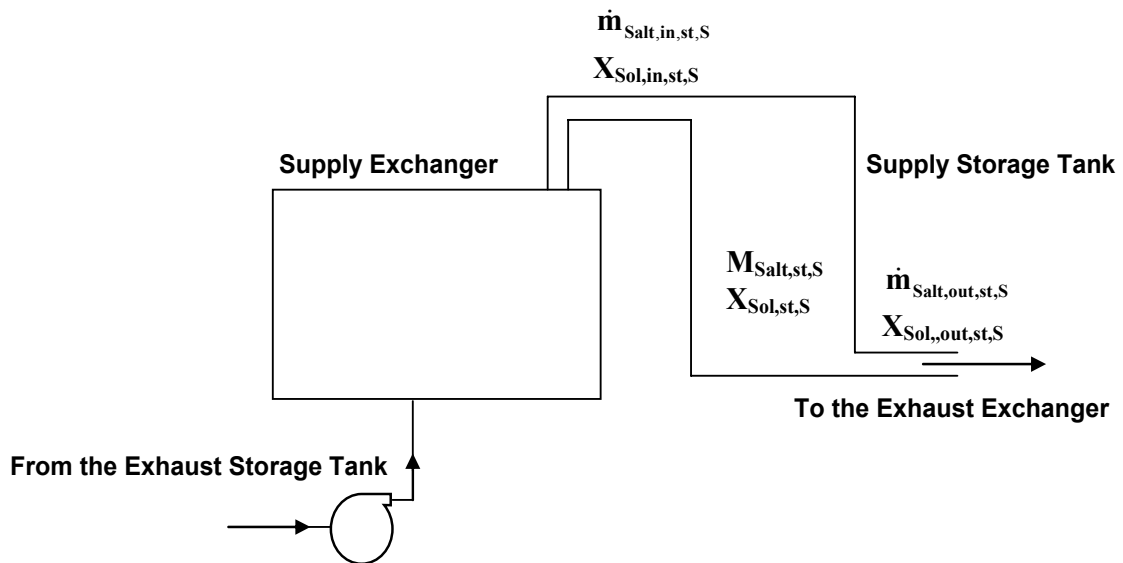 ṁSalt,in,st,S
XSol,in,st,S
Supply Exchanger
Supply Storage Tank
MSalt,st,S
XSol,st,S
ṁSalt,out,st,S
XSol,,out,st,S
To the Exhaust Exchanger
From the Exhaust Storage Tank